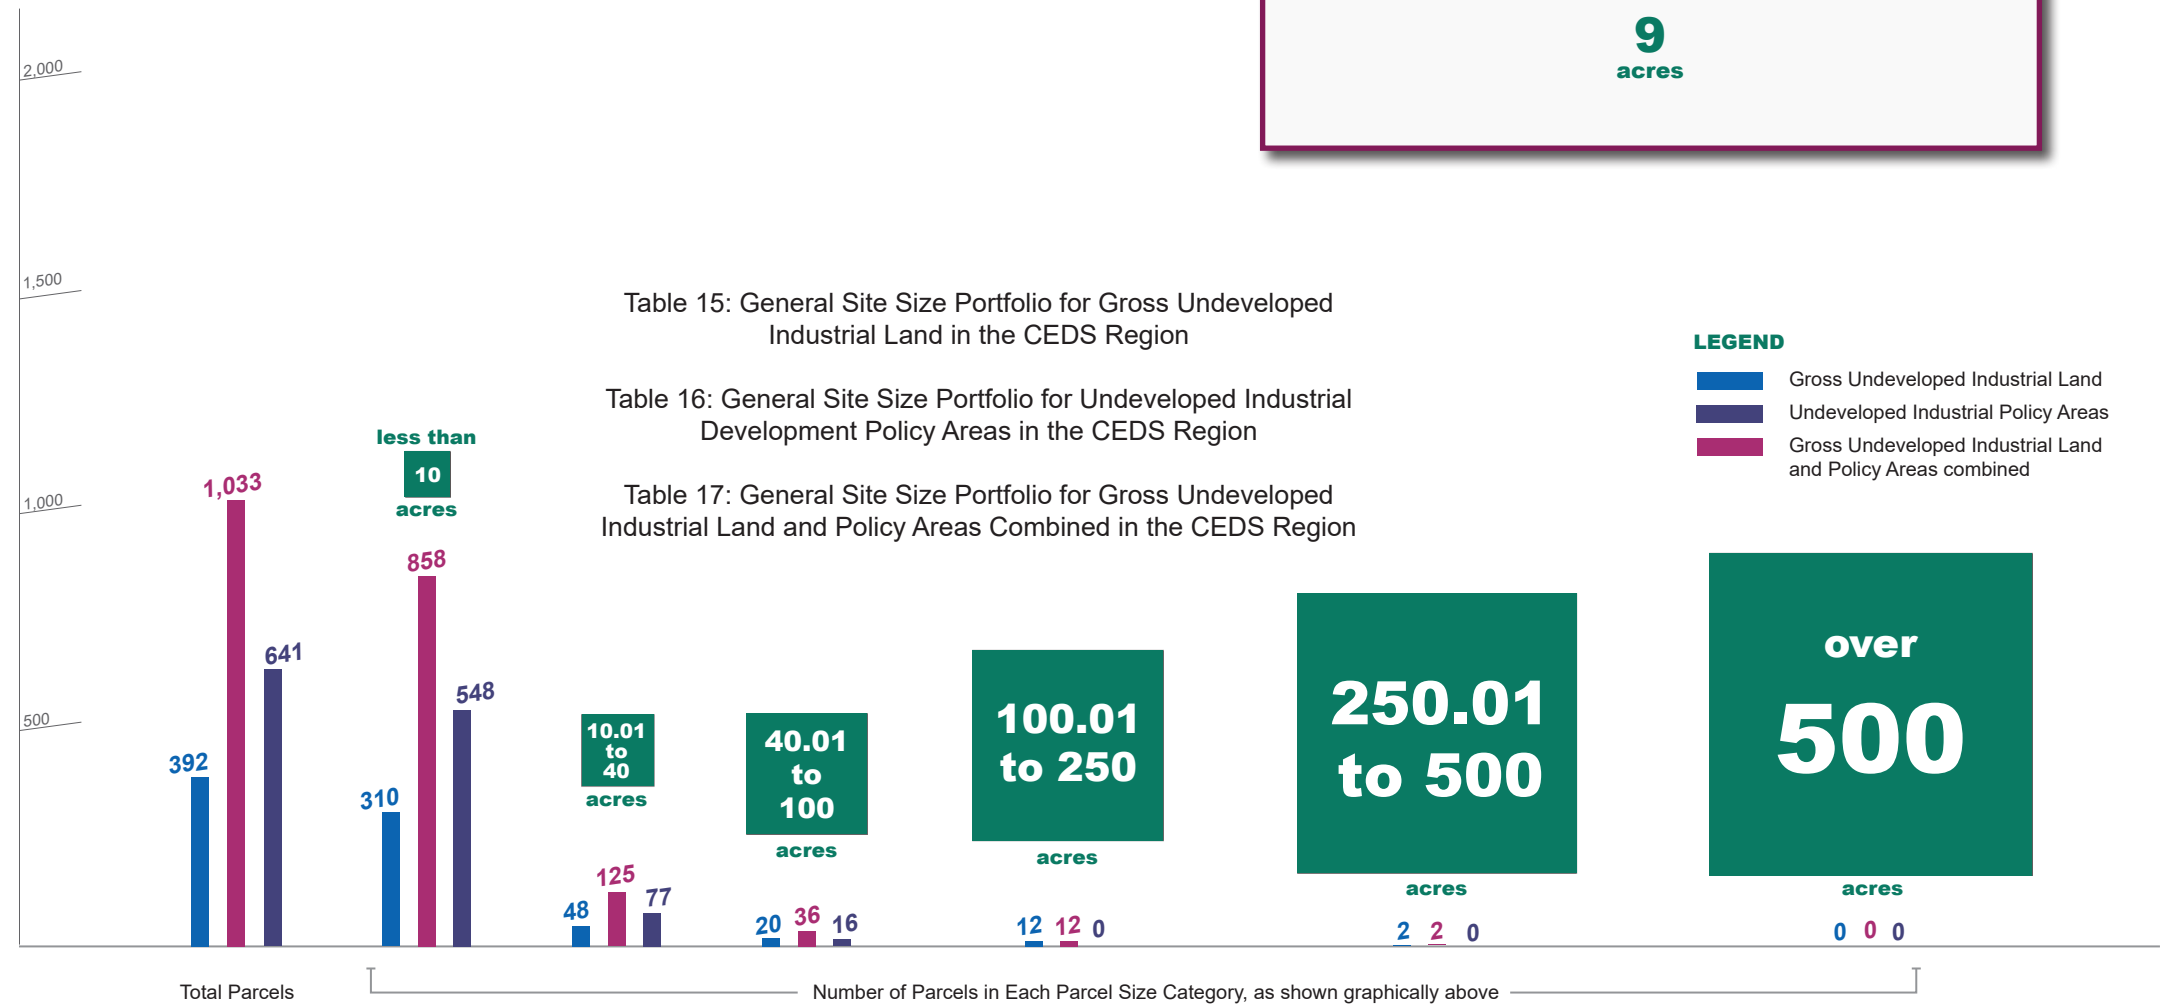 9
acres
2,000
1,500
1,000
500
Table 15: General Site Size Portfolio for Gross Undeveloped
Industrial Land in the CEDS Region
Table 16: General Site Size Portfolio for Undeveloped Industrial
Development Policy Areas in the CEDS Region
Table 17: General Site Size Portfolio for Gross Undeveloped
Industrial Land and Policy Areas Combined in the CEDS Region
LEGEND
Gross Undeveloped Industrial Land
Undeveloped Industrial Policy Areas
Gross Undeveloped Industrial Land
and Policy Areas combined
392
1,033
641
less than
10
acres
310
858
548
10.01
to
40
acres
48
125
77
40.01
to
100
acres
20
36
16
100.01
to 250
acres
12
12
0
250.01
to 500
acres
2
2
0
over
500
acres
0
0
0
Total Parcels
Number of Parcels in Each Parcel Size Category, as shown graphically above